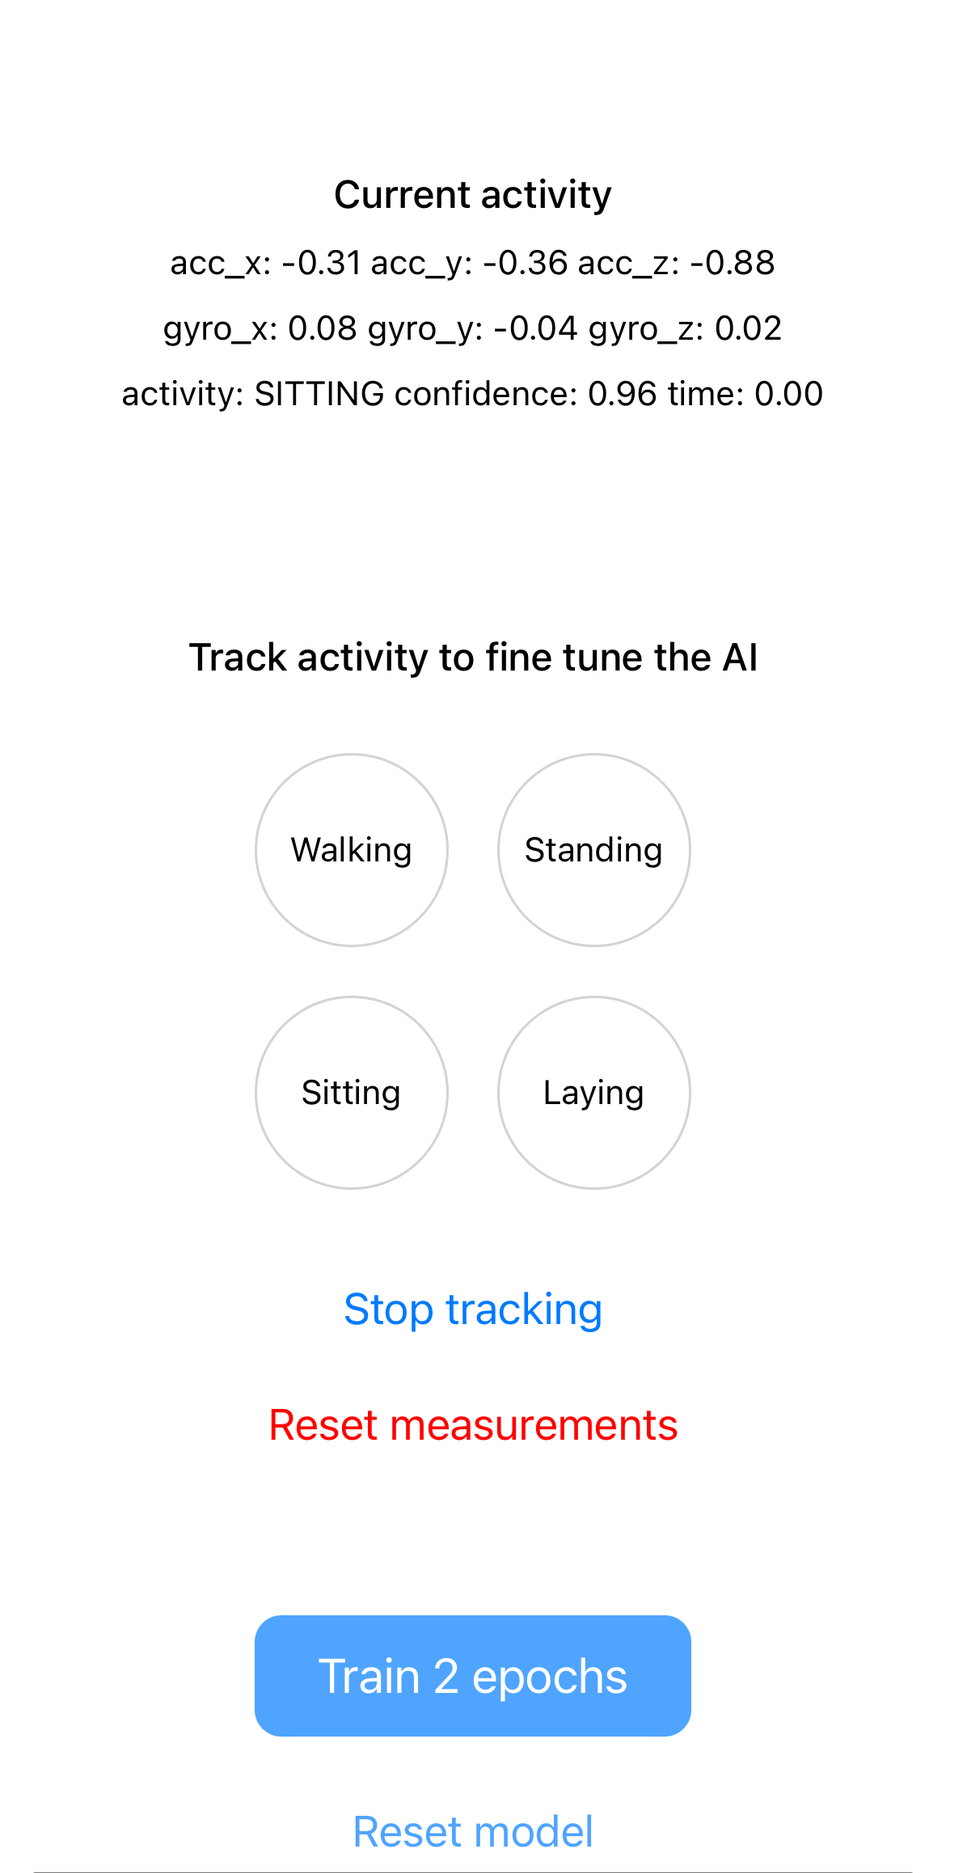 Current activity
acc_x: -0.31 acc_y: -0.36 acc_z: -0.88
gyro_x: 0.08 gyro_y: -0.04 gyro_z: 0.02
activity: SITTING confidence: 0.96 time: 0.00
Track activity to fine tune the AI
Walking Standing
Sitting Laying
Stop tracking
Reset measurements
Train 2 epochs
Reset model